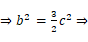 ⇒ b² = 3/2 c² ⇒